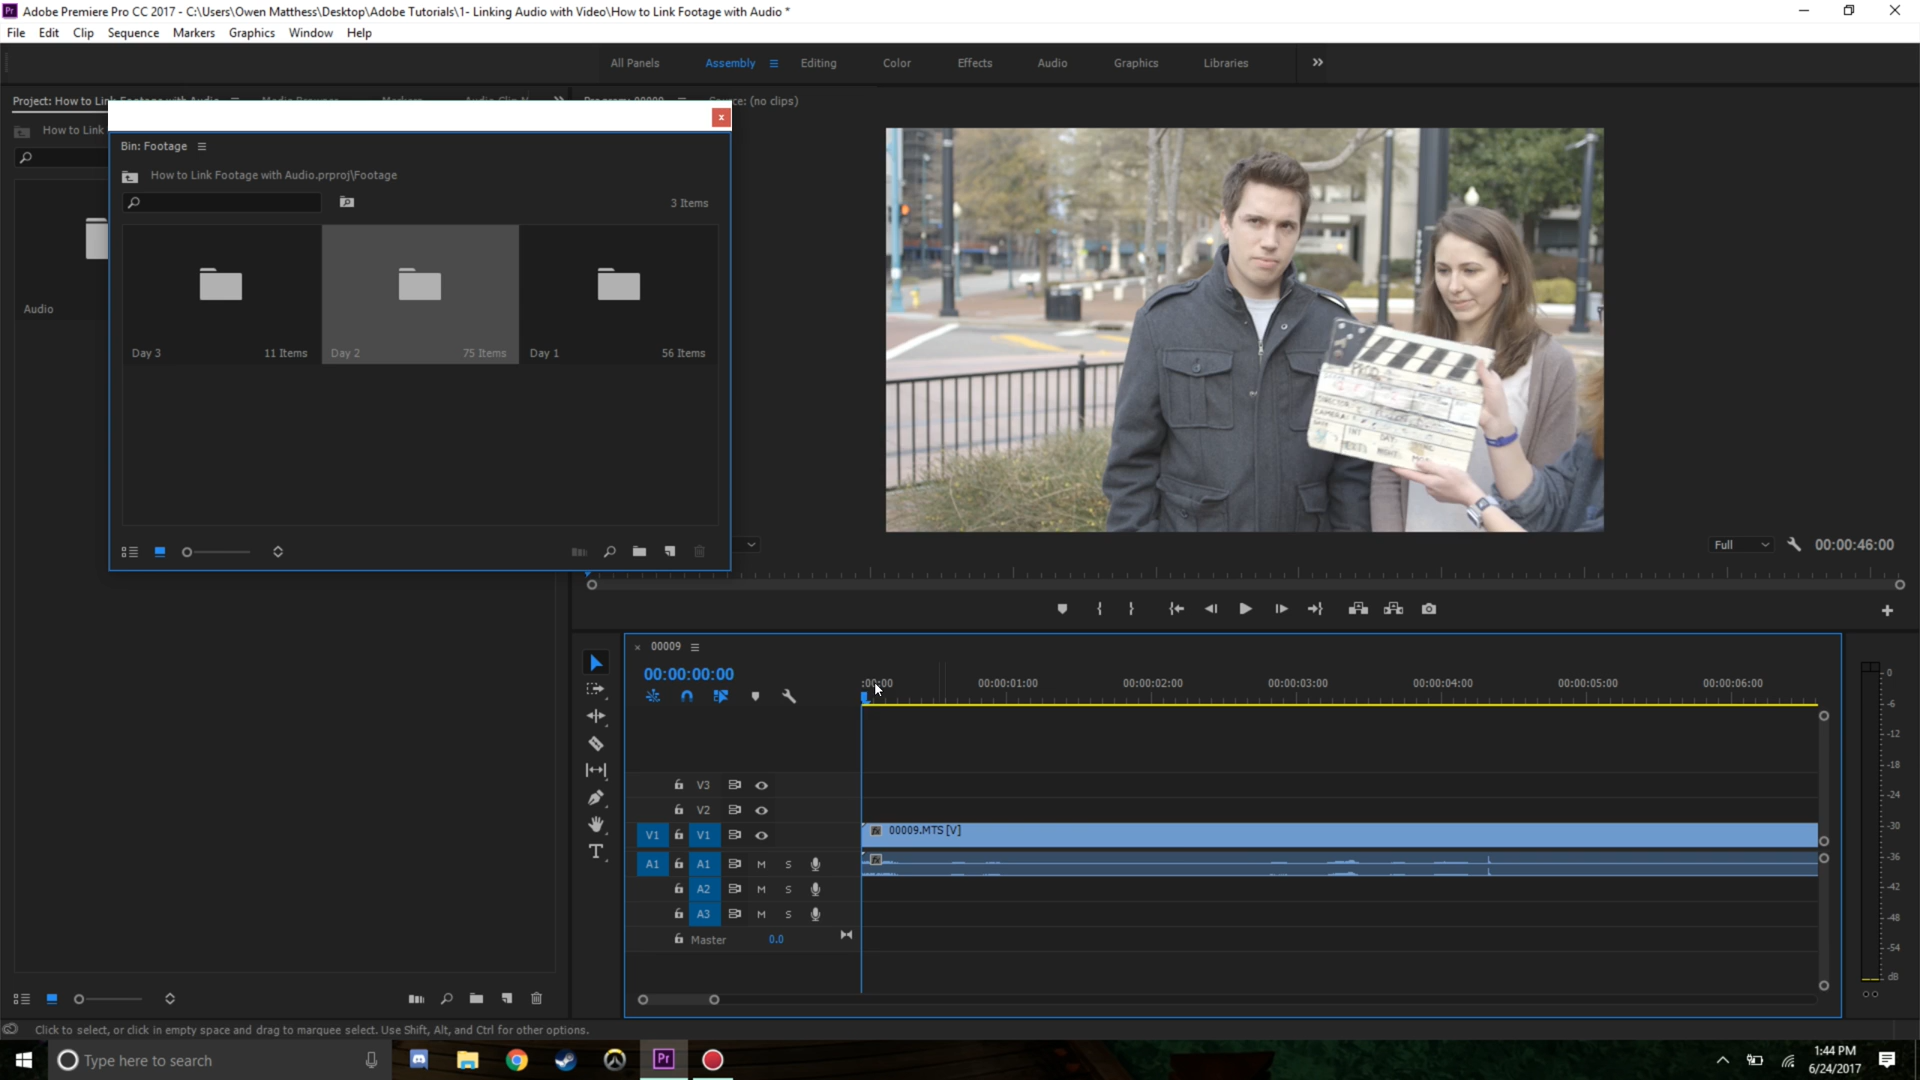 Adobe Premiere Pro CC 2017 - C:\Users\Owen Matthess\Desktop\Adobe Tutorials\1- Linking Audio with Video\How to Link Footage with Audio *
File Edit Clip Sequence Markers Graphics Window Help
All Panels Assembly Editing Color Effects Audio Graphics Libraries
Project: How to Link Footage with Audio Media Browser Markers Audio Clip M Program: 00009 Source: (no clips)
How to Link
Bin: Footage
How to Link Footage with Audio.prproj\Footage
3 Items
Audio
Day 3 11 Items Day 2 75 Items Day 1 56 Items
Full 00:00:46:00
00009
00:00:00:00
:00:00 00:00:01:00 00:00:02:00 00:00:03:00 00:00:04:00 00:00:05:00 00:00:06:00
V3
V2
V1 V1 00009.MTS [V]
A1 A1 M S
A2 M S
A3 M S
Master 0.0
0
-6
-12
-18
-24
-30
-36
-42
-48
-54
dB
Click to select, or click in empty space and drag to marquee select. Use Shift, Alt, and Ctrl for other options.
Type here to search
Pr
1:44 PM
6/24/2017